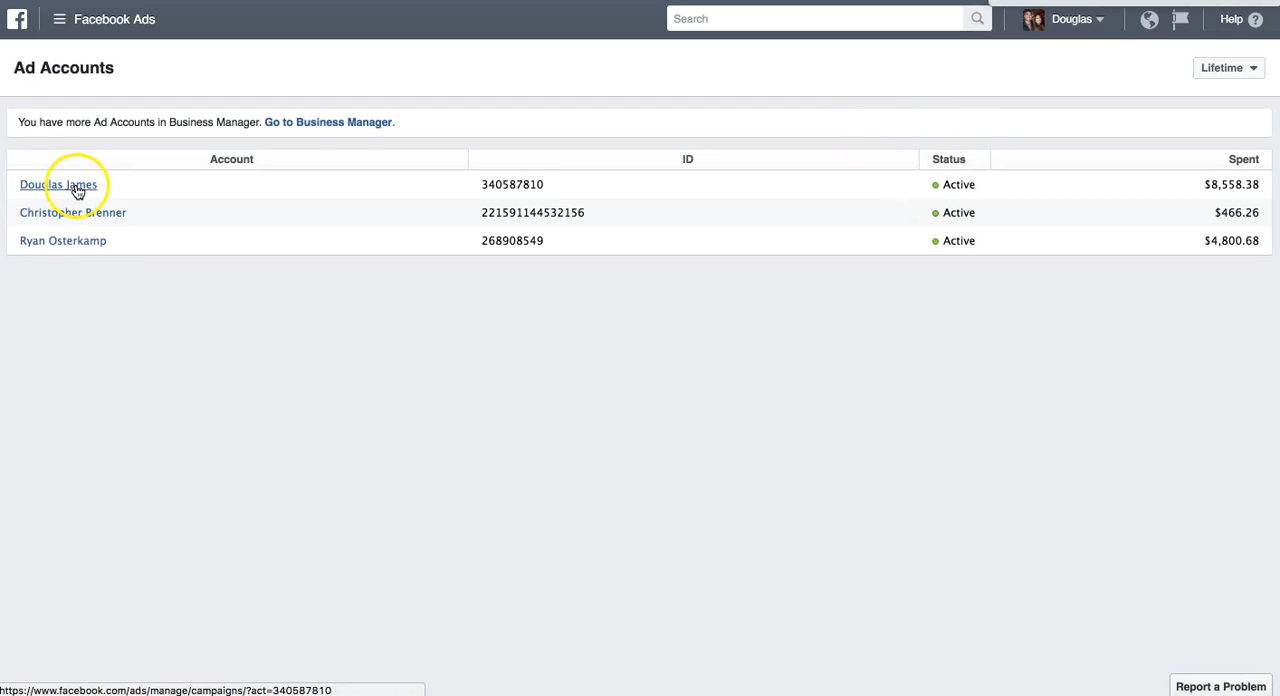 Facebook Ads Search Douglas Help ?
Ad Accounts Lifetime
You have more Ad Accounts in Business Manager. Go to Business Manager.
Account ID Status Spent
Douglas James 340587810 Active $8,558.38
Christopher Brenner 221591144532156 Active $466.26
Ryan Osterkamp 268908549 Active $4,800.68
https://www.facebook.com/ads/manage/campaigns/?act=340587810
Report a Problem